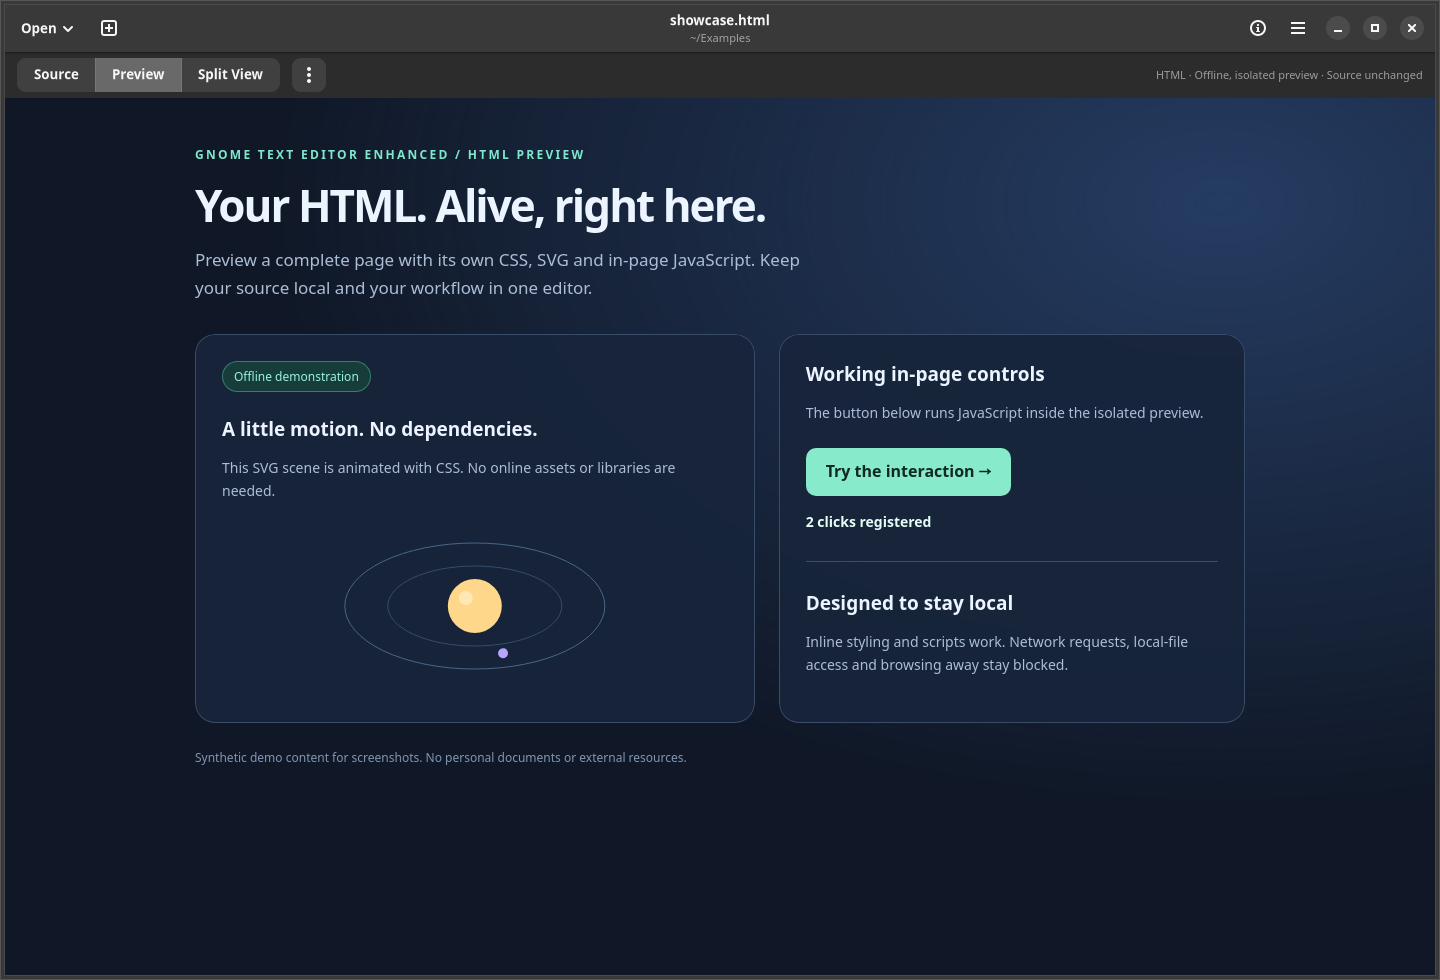 Open
showcase.html
~/Examples
Source
Preview
Split View
HTML · Offline, isolated preview · Source unchanged
GNOME TEXT EDITOR ENHANCED / HTML PREVIEW
Your HTML. Alive, right here.
Preview a complete page with its own CSS, SVG and in-page JavaScript. Keep
your source local and your workflow in one editor.
Offline demonstration
A little motion. No dependencies.
This SVG scene is animated with CSS. No online assets or libraries are
needed.
Working in-page controls
The button below runs JavaScript inside the isolated preview.
Try the interaction →
2 clicks registered
Designed to stay local
Inline styling and scripts work. Network requests, local-file
access and browsing away stay blocked.
Synthetic demo content for screenshots. No personal documents or external resources.